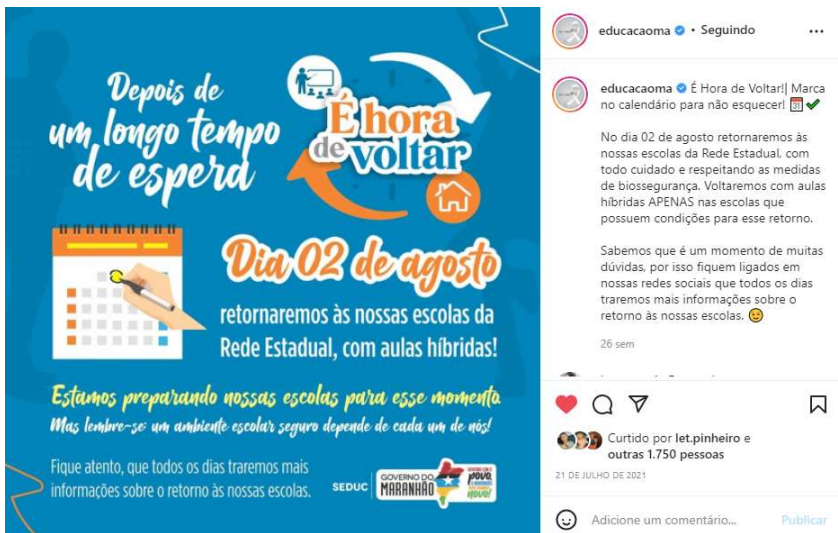 Depois de
um longo tempo
de espera
É hora
de voltar
Dia 02 de agosto
retornaremos às nossas escolas da
Rede Estadual, com aulas híbridas!
Estamos preparando nossas escolas para esse momento.
Mas lembre-se: um ambiente escolar seguro depende de cada um de nós!
Fique atento, que todos os dias traremos mais
informações sobre o retorno às nossas escolas.
SEDUC
GOVERNO DO
MARANHÃO
educacaoma • Seguindo
educacaoma É Hora de Voltar!| Marca
no calendário para não esquecer! 📅✔
No dia 02 de agosto retornaremos às
nossas escolas da Rede Estadual, com
todo cuidado e respeitando as medidas
de biossegurança. Voltaremos com aulas
híbridas APENAS nas escolas que
possuem condições para esse retorno.
Sabemos que é um momento de muitas
dúvidas, por isso fiquem ligados em
nossas redes sociais que todos os dias
traremos mais informações sobre o
retorno às nossas escolas. 😉
26 sem
Curtido por let.pinheiro e
outras 1.750 pessoas
21 DE JULHO DE 2021
Adicione um comentário...
Publicar